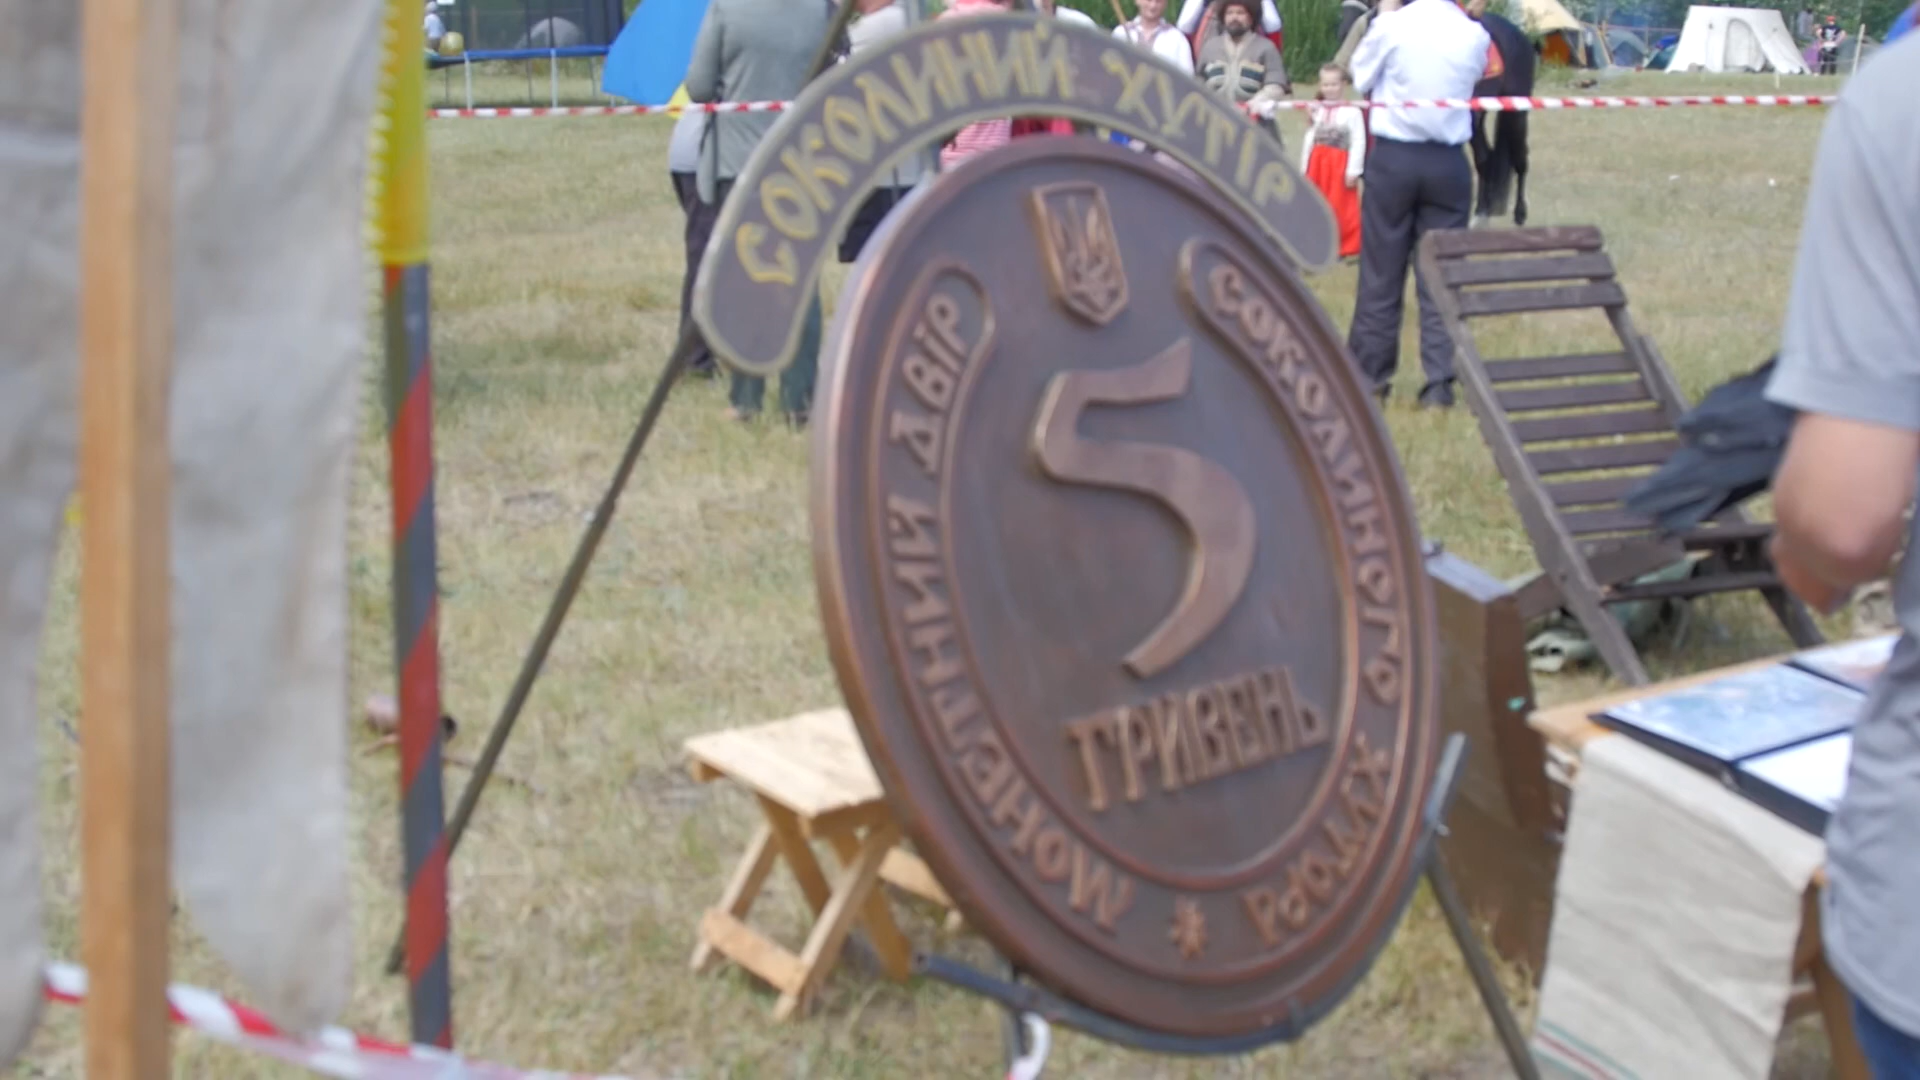 СОКОЛИНИЙ ХУТІР
МОНЕТНИЙ ДВІР
СОКОЛИНОГО ХУТОРА
5
ГРИВЕНЬ